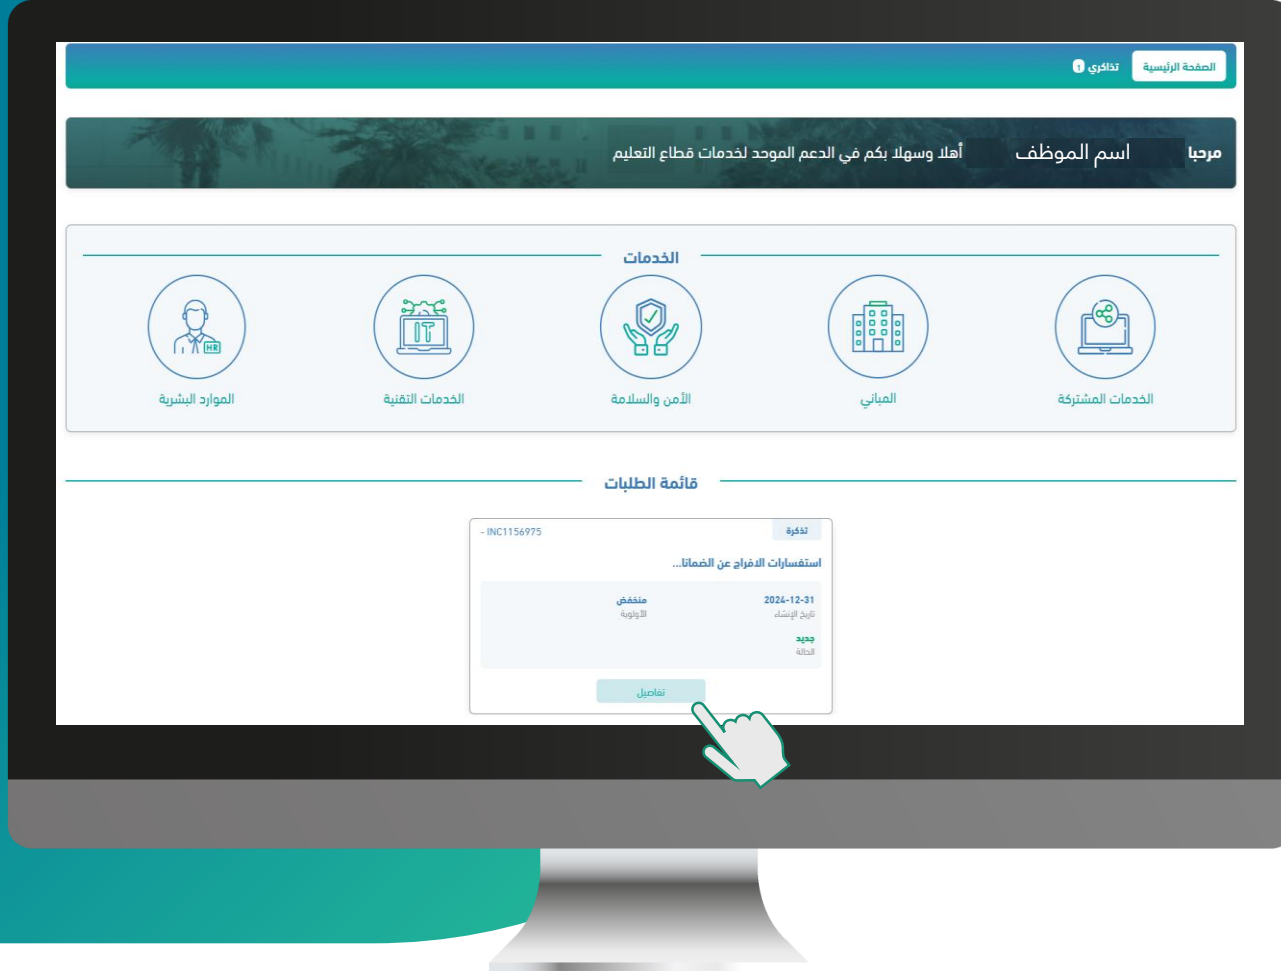 الصفحة الرئيسية تذاكري 1
مرحبا اسم الموظف أهلا وسهلا بكم في الدعم الموحد لخدمات قطاع التعليم
الخدمات
HR
IT
الخدمات المشتركة
المباني
الأمن والسلامة
الخدمات التقنية
الموارد البشرية
قائمة الطلبات
تذكرة
- INC1156975
استفسارات الافراج عن الضمانا...
2024-12-31 منخفض
تاريخ الإنشاء الأولوية
جديد
الحالة
تفاصيل